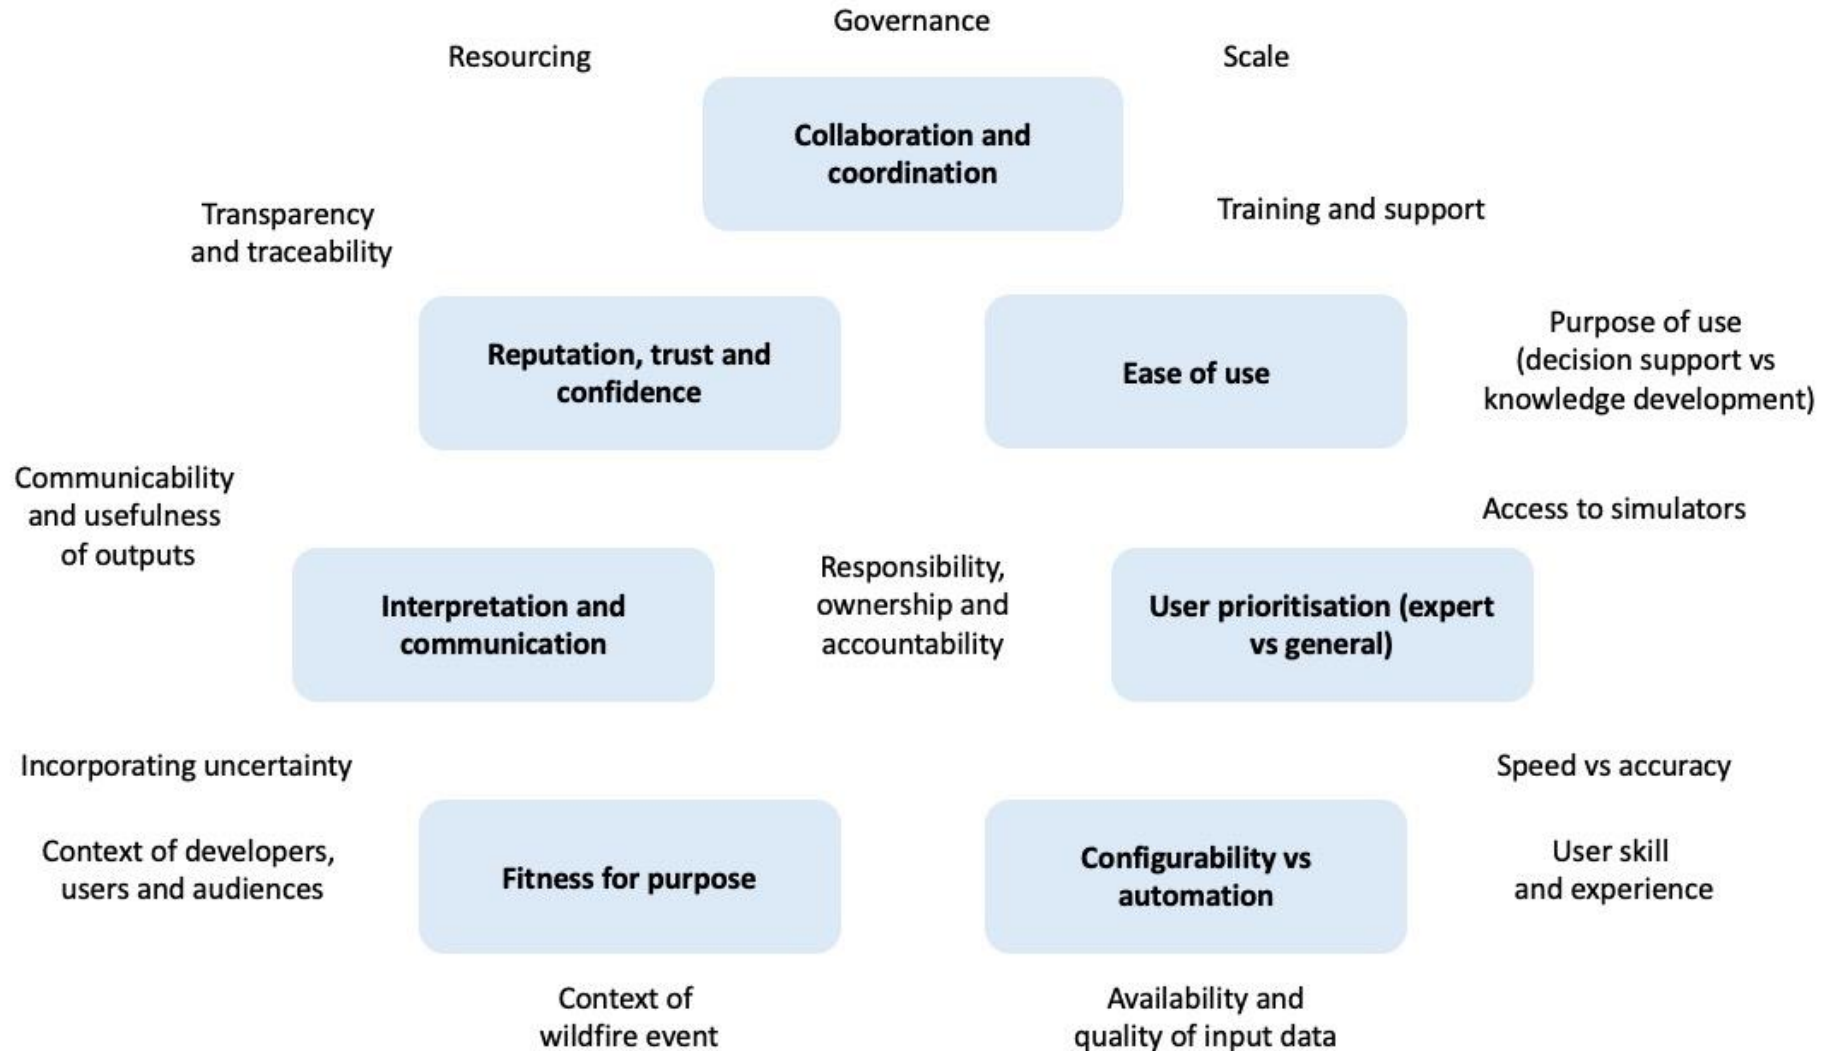 Governance
Resourcing
Scale
Collaboration and
coordination
Transparency
and traceability
Training and support
Reputation, trust and
confidence
Ease of use
Purpose of use
(decision support vs
knowledge development)
Communicability
and usefulness
of outputs
Access to simulators
Interpretation and
communication
Responsibility,
ownership and
accountability
User prioritisation (expert
vs general)
Incorporating uncertainty
Speed vs accuracy
Context of developers,
users and audiences
Fitness for purpose
Configurability vs
automation
User skill
and experience
Context of
wildfire event
Availability and
quality of input data